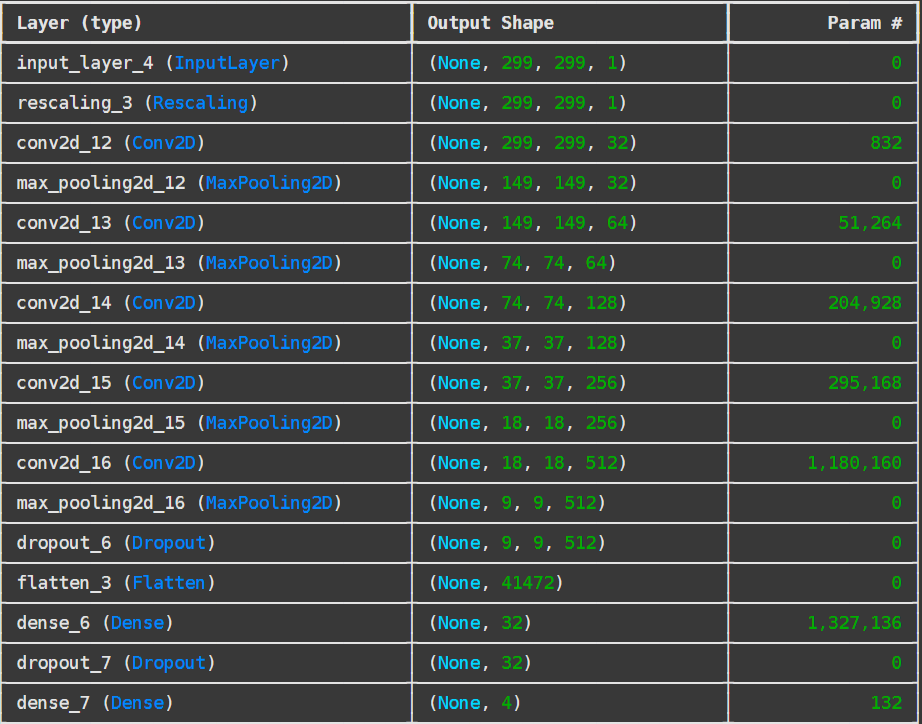 Layer (type) Output Shape Param #
input_layer_4 (InputLayer) (None, 299, 299, 1) 0
rescaling_3 (Rescaling) (None, 299, 299, 1) 0
conv2d_12 (Conv2D) (None, 299, 299, 32) 832
max_pooling2d_12 (MaxPooling2D) (None, 149, 149, 32) 0
conv2d_13 (Conv2D) (None, 149, 149, 64) 51,264
max_pooling2d_13 (MaxPooling2D) (None, 74, 74, 64) 0
conv2d_14 (Conv2D) (None, 74, 74, 128) 204,928
max_pooling2d_14 (MaxPooling2D) (None, 37, 37, 128) 0
conv2d_15 (Conv2D) (None, 37, 37, 256) 295,168
max_pooling2d_15 (MaxPooling2D) (None, 18, 18, 256) 0
conv2d_16 (Conv2D) (None, 18, 18, 512) 1,180,160
max_pooling2d_16 (MaxPooling2D) (None, 9, 9, 512) 0
dropout_6 (Dropout) (None, 9, 9, 512) 0
flatten_3 (Flatten) (None, 41472) 0
dense_6 (Dense) (None, 32) 1,327,136
dropout_7 (Dropout) (None, 32) 0
dense_7 (Dense) (None, 4) 132